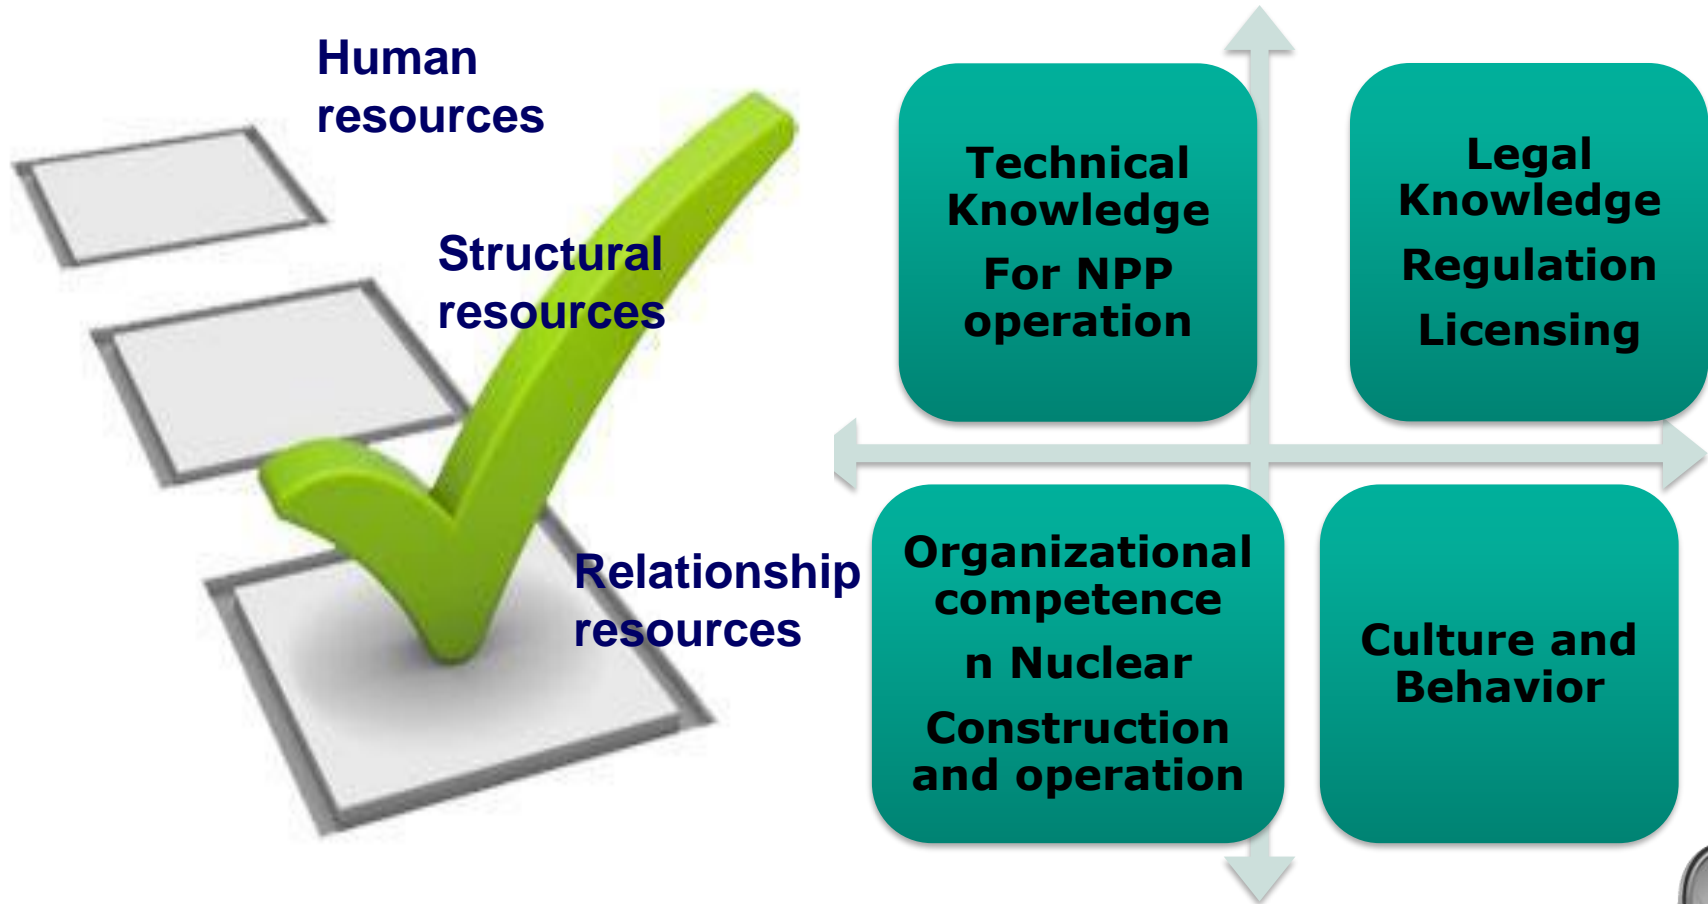 Human
resources
Structural
resources
Relationship
resources
Technical
Knowledge
For NPP
operation
Legal
Knowledge
Regulation
Licensing
Organizational
competence
n Nuclear
Construction
and operation
Culture and
Behavior